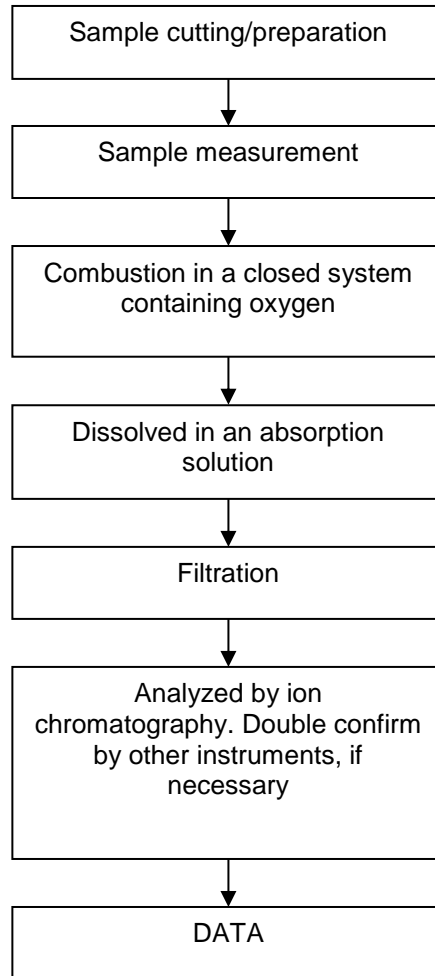 Sample cutting/preparation
Sample measurement
Combustion in a closed system
containing oxygen
Dissolved in an absorption
solution
Filtration
Analyzed by ion
chromatography. Double confirm
by other instruments, if
necessary
DATA